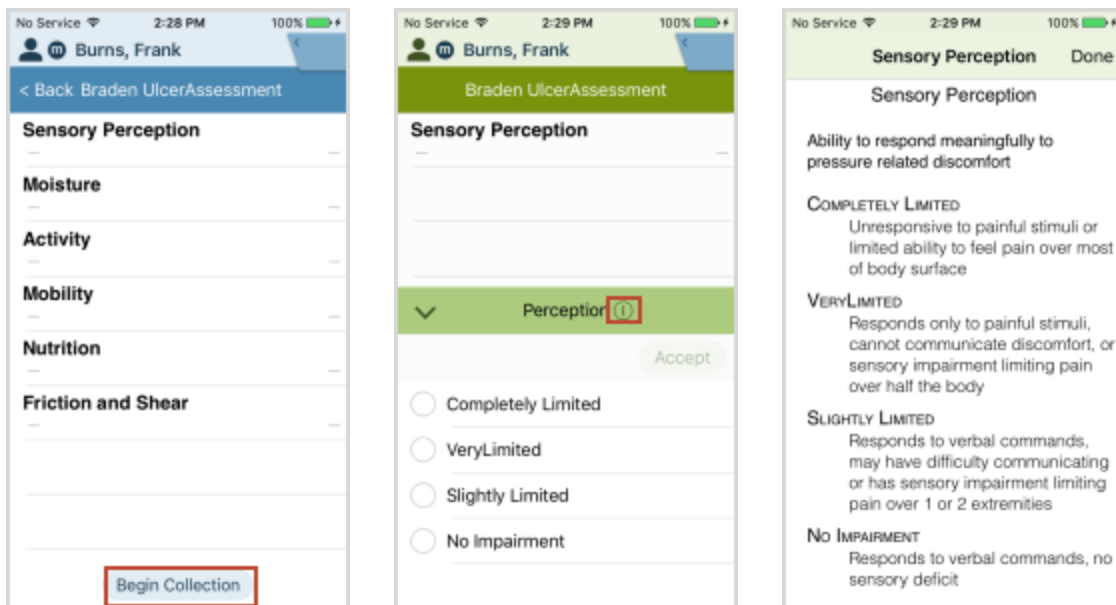 No Service 2:28 PM 100%
m Burns, Frank
< Back Braden UlcerAssessment
Sensory Perception
Moisture
Activity
Mobility
Nutrition
Friction and Shear
Begin Collection
No Service 2:29 PM 100%
m Burns, Frank
Braden UlcerAssessment
Sensory Perception
Perception i
Accept
Completely Limited
VeryLimited
Slightly Limited
No Impairment
No Service 2:29 PM 100%
Sensory Perception Done
Sensory Perception
Ability to respond meaningfully to
pressure related discomfort
COMPLETELY LIMITED
Unresponsive to painful stimuli or
limited ability to feel pain over most
of body surface
VERYLIMITED
Responds only to painful stimuli,
cannot communicate discomfort, or
sensory impairment limiting pain
over half the body
SLIGHTLY LIMITED
Responds to verbal commands,
may have difficulty communicating
or has sensory impairment limiting
pain over 1 or 2 extremities
NO IMPAIRMENT
Responds to verbal commands, no
sensory deficit